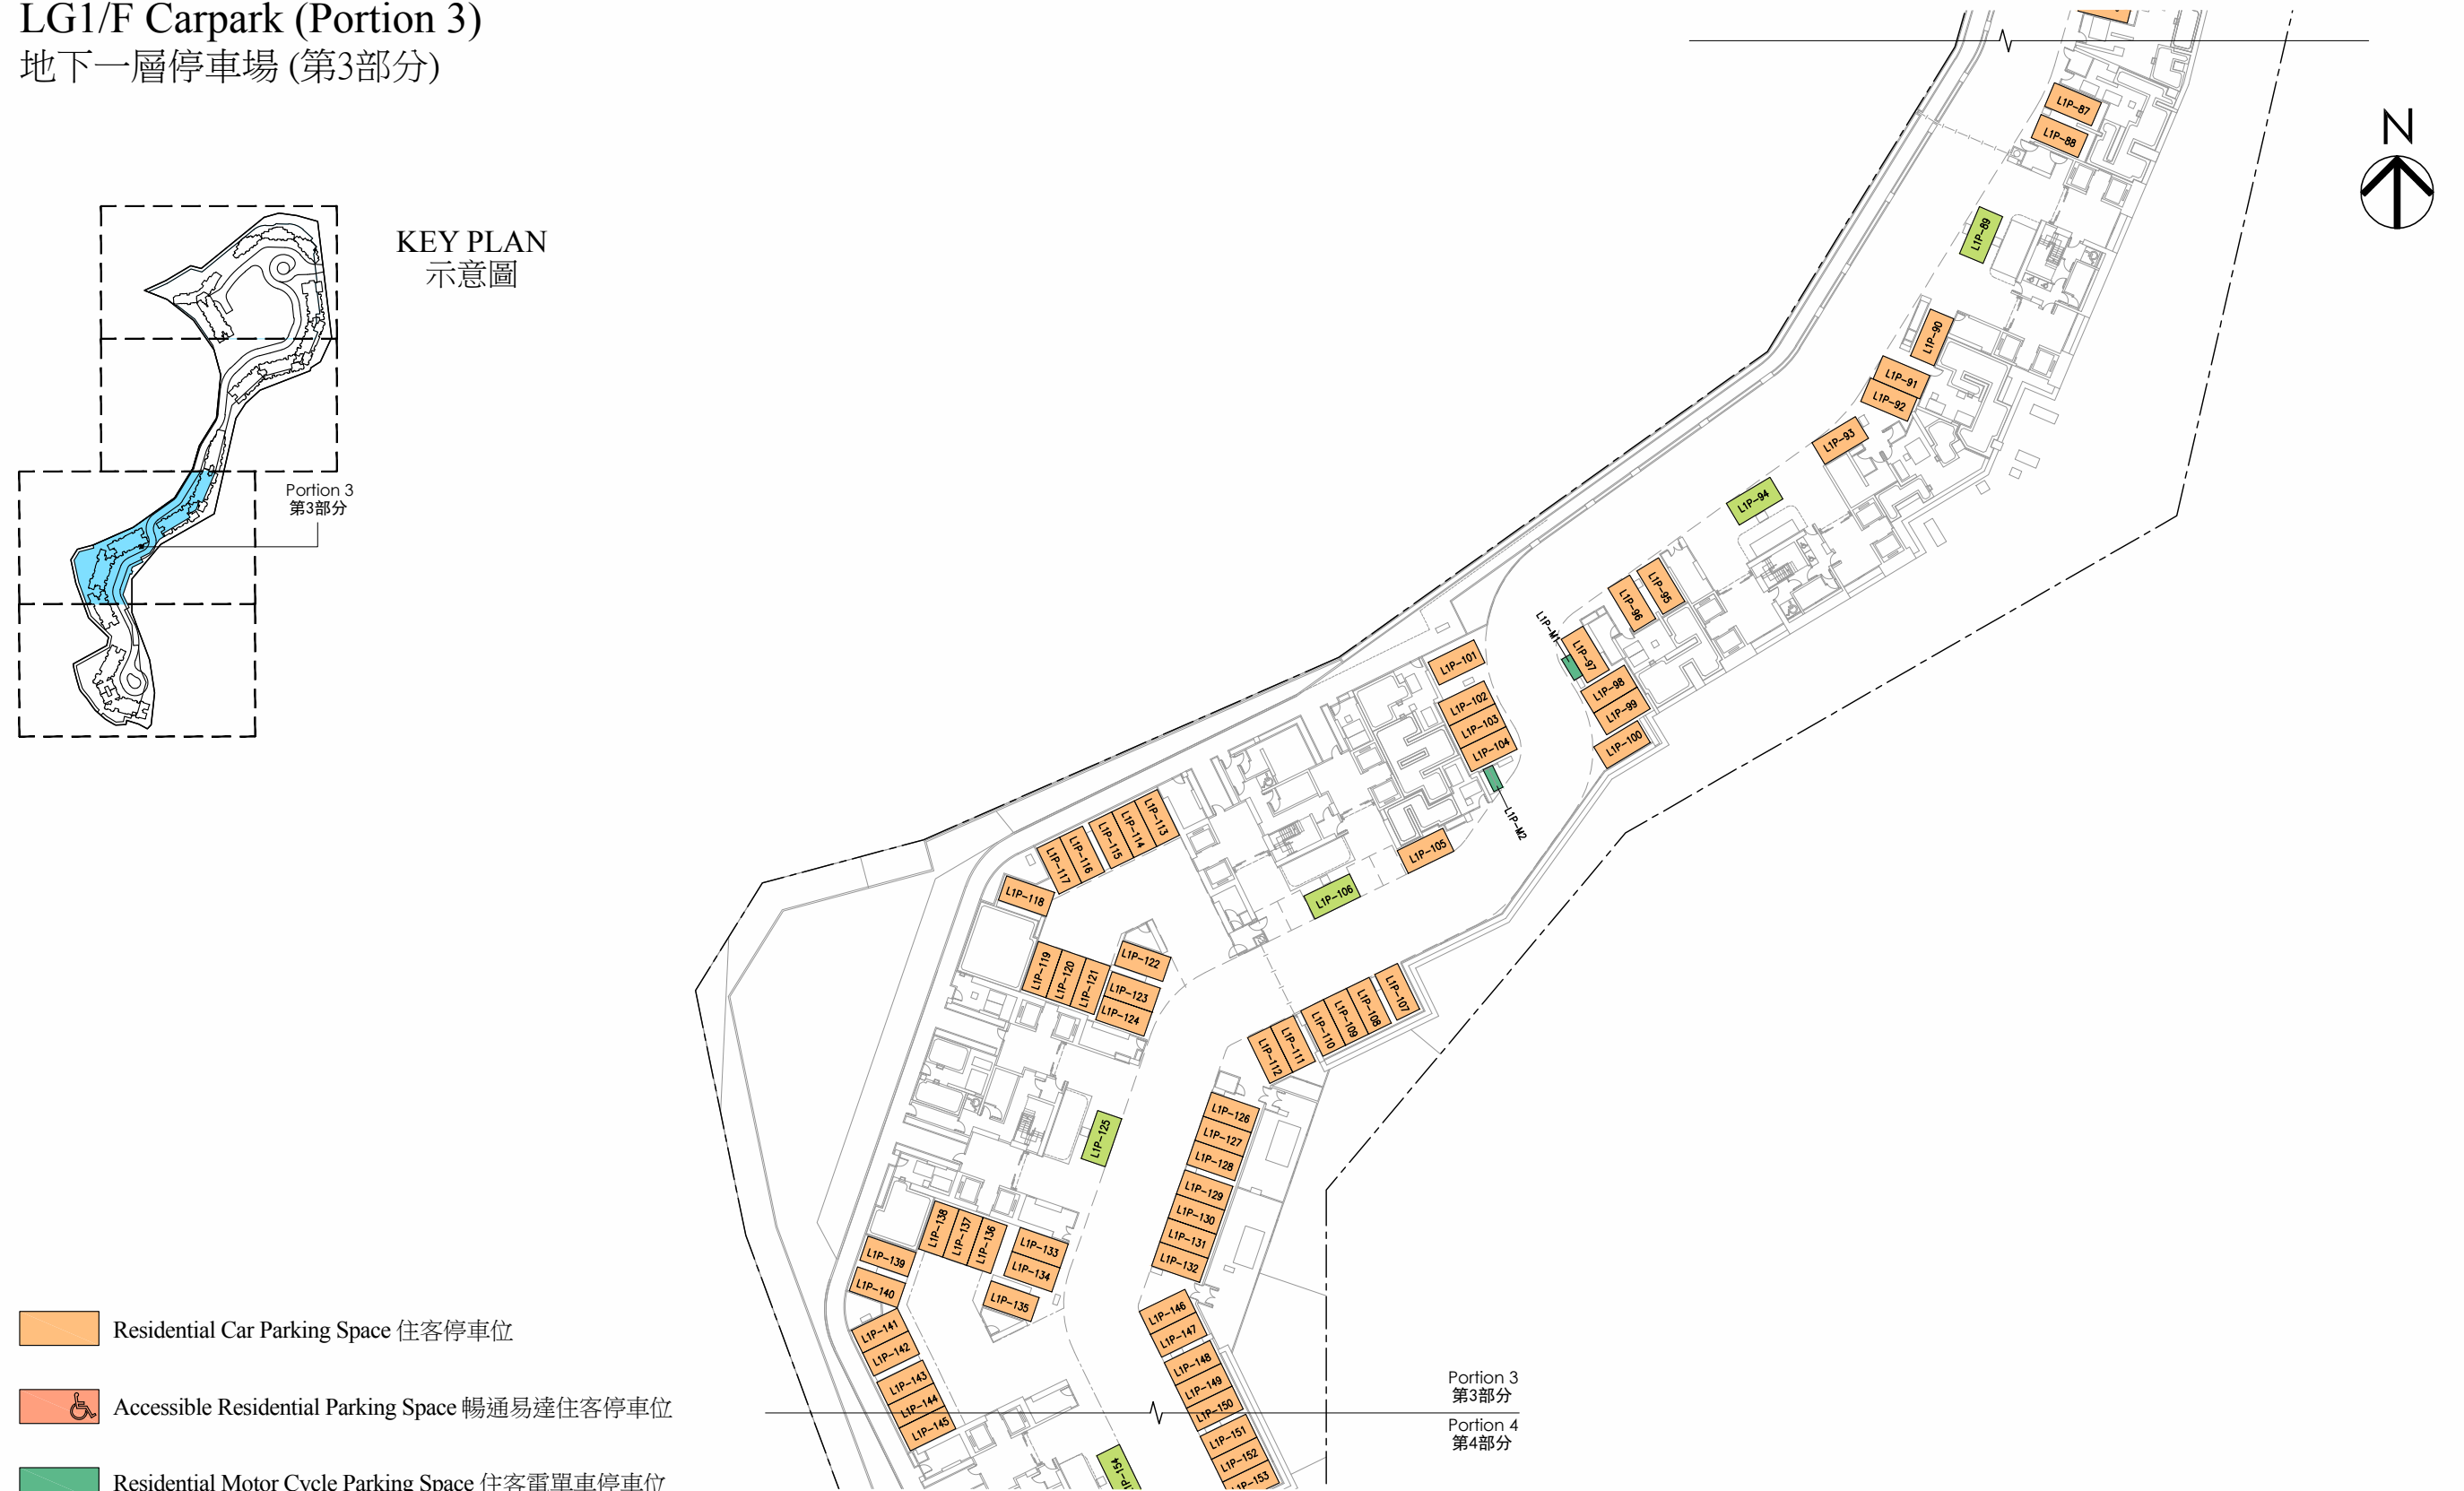 LG1/F Carpark (Portion 3)
地下一層停車場 (第3部分)
N
KEY PLAN
示意圖
Portion 3
第3部分
L1P-87
L1P-88
L1P-89
L1P-90
L1P-91
L1P-92
L1P-93
L1P-94
L1P-95
L1P-96
L1P-M1
L1P-97
L1P-98
L1P-99
L1P-100
L1P-101
L1P-102
L1P-103
L1P-104
L1P-M2
L1P-105
L1P-106
L1P-107
L1P-108
L1P-109
L1P-110
L1P-111
L1P-112
L1P-113
L1P-114
L1P-115
L1P-116
L1P-117
L1P-118
L1P-119
L1P-120
L1P-121
L1P-122
L1P-123
L1P-124
L1P-125
L1P-126
L1P-127
L1P-128
L1P-129
L1P-130
L1P-131
L1P-132
L1P-133
L1P-134
L1P-135
L1P-136
L1P-137
L1P-138
L1P-139
L1P-140
L1P-141
L1P-142
L1P-143
L1P-144
L1P-145
L1P-146
L1P-147
L1P-148
L1P-149
L1P-150
L1P-151
L1P-152
L1P-153
L1P-154
Portion 3
第3部分
Portion 4
第4部分
Residential Car Parking Space 住客停車位
Accessible Residential Parking Space 暢通易達住客停車位
Residential Motor Cycle Parking Space 住客電單車停車位